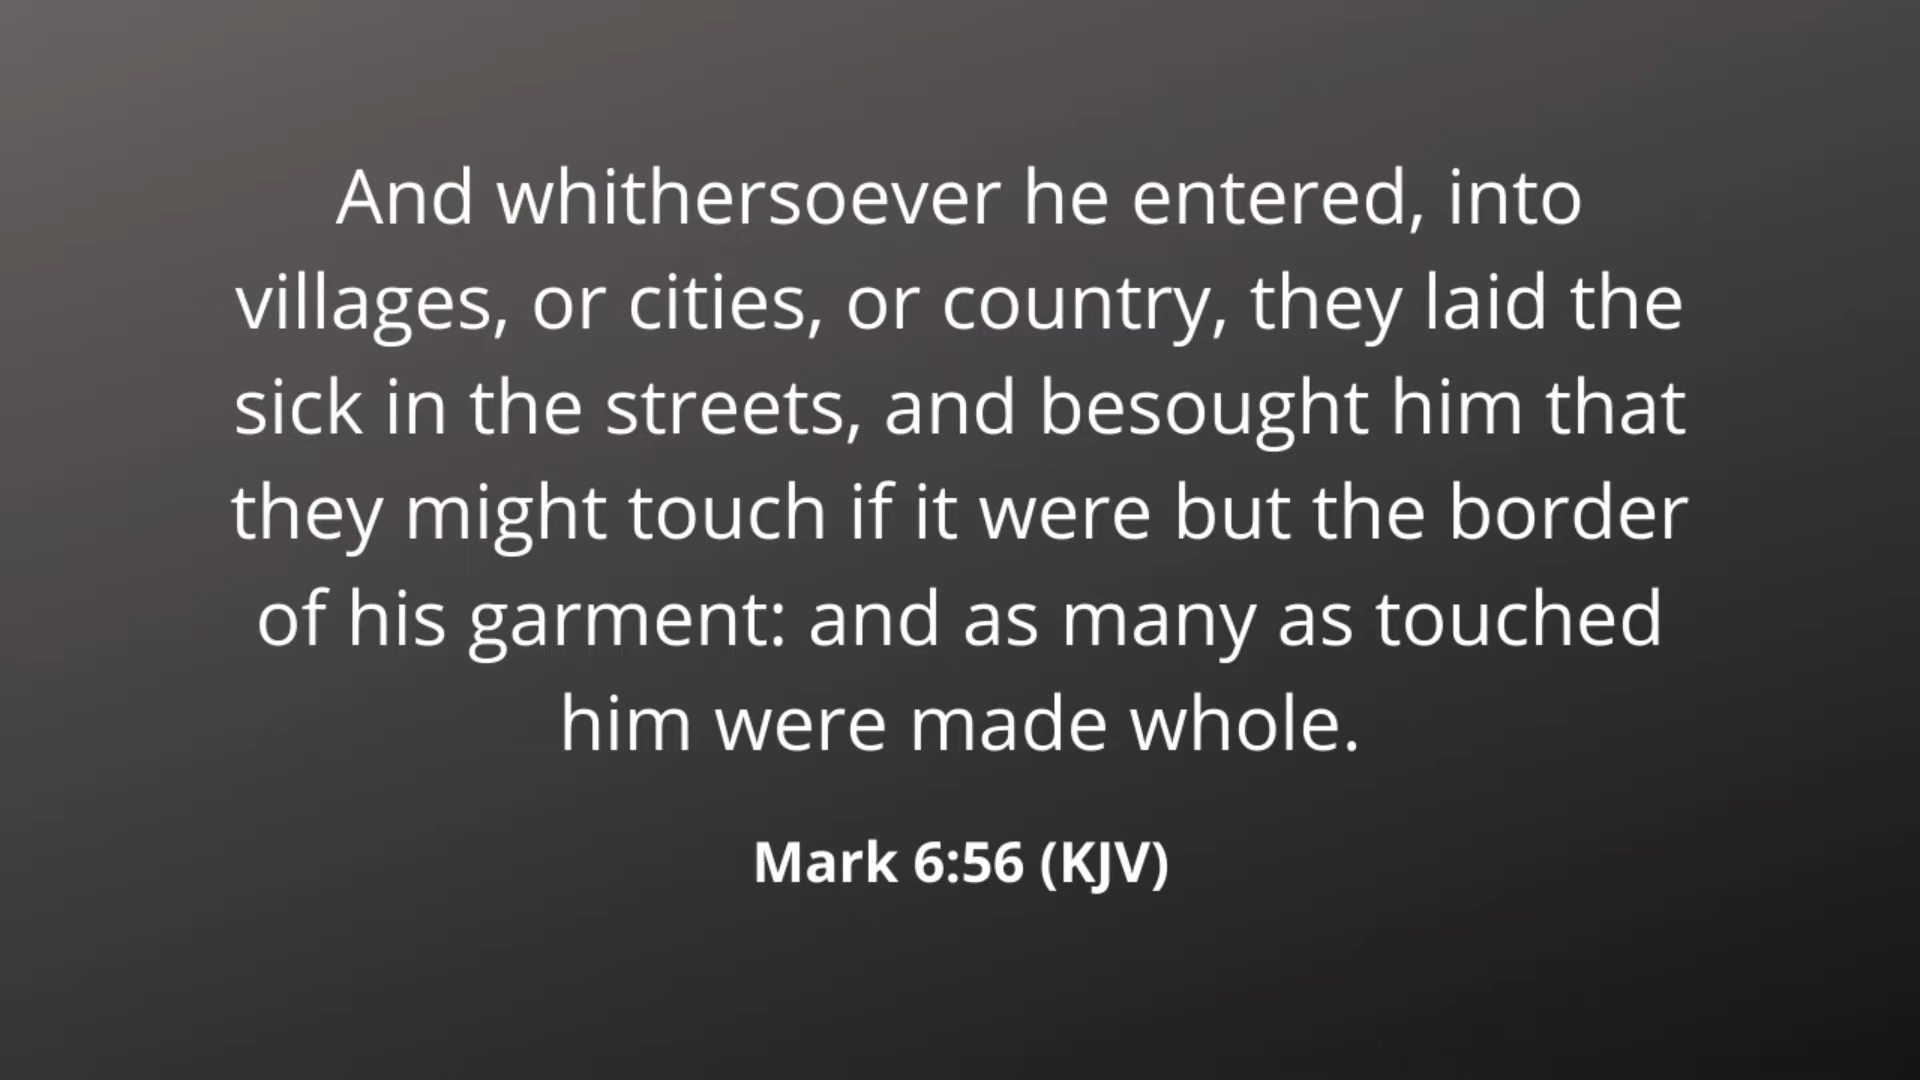 And whithersoever he entered, into
villages, or cities, or country, they laid the
sick in the streets, and besought him that
they might touch if it were but the border
of his garment: and as many as touched
him were made whole.
Mark 6:56 (KJV)